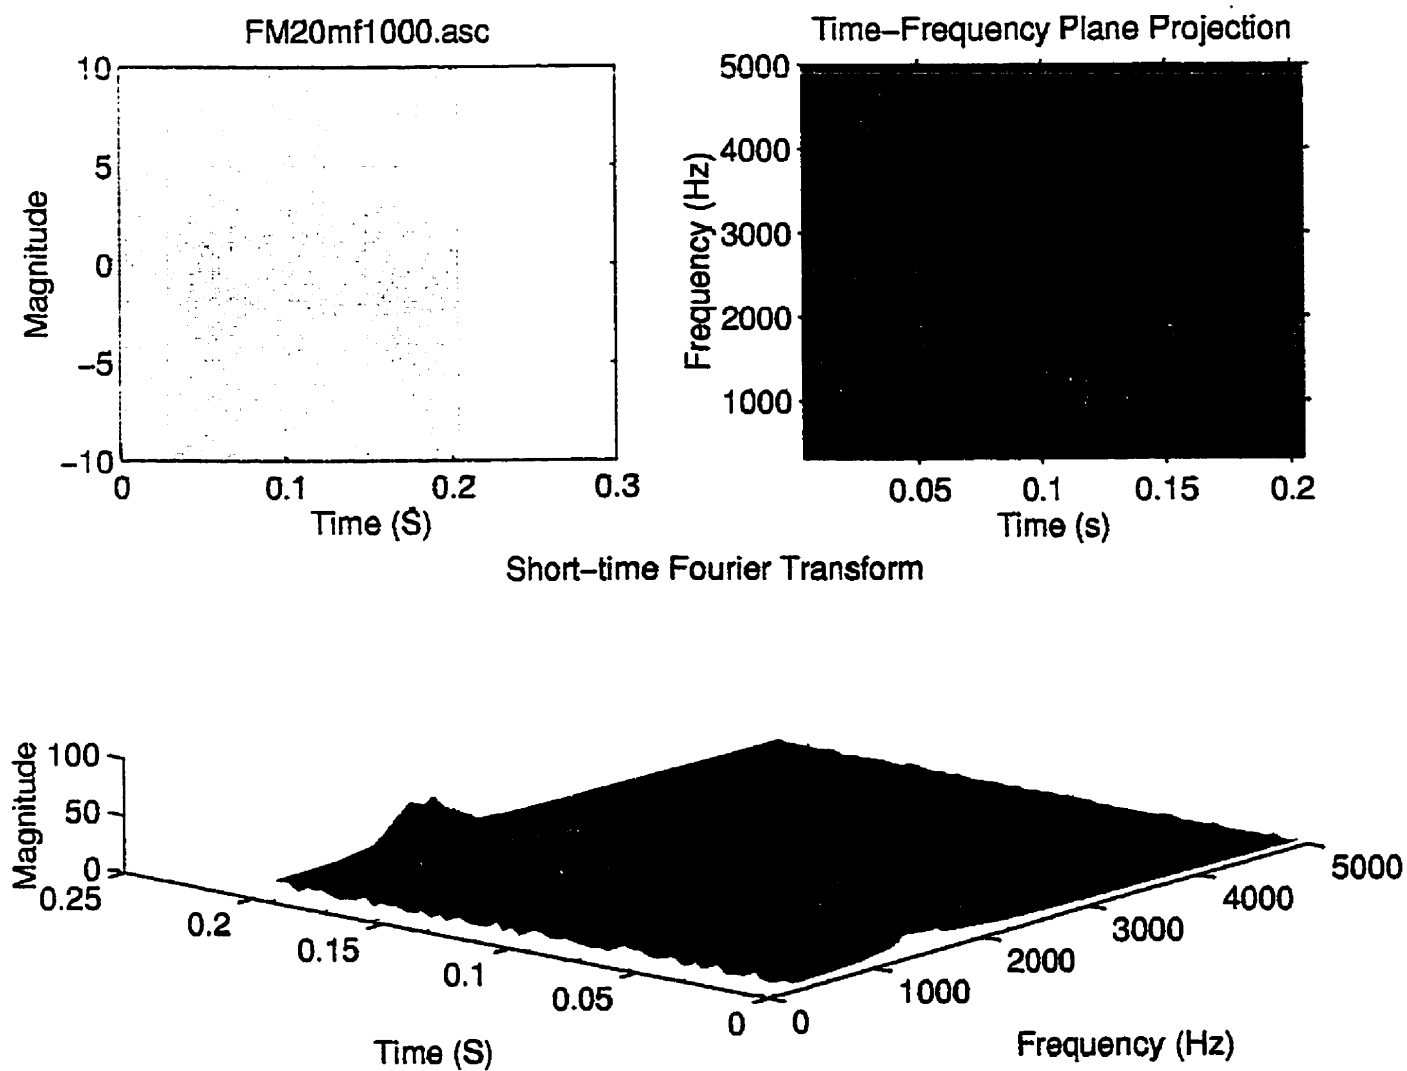 FM20mf1000.asc
10
5
0
-5
-10
Magnitude
0 0.1 0.2 0.3
Time (S)
Time-Frequency Plane Projection
5000
4000
3000
2000
1000
Frequency (Hz)
0.05 0.1 0.15 0.2
Time (s)
Short-time Fourier Transform
100
50
0
Magnitude
0.25
0.2
0.15
0.1
0.05
0
Time (S)
0
1000
2000
3000
4000
5000
Frequency (Hz)